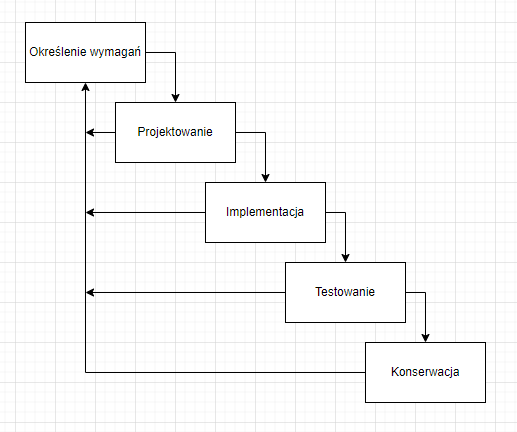 Określenie wymagań
Projektowanie
Implementacja
Testowanie
Konserwacja